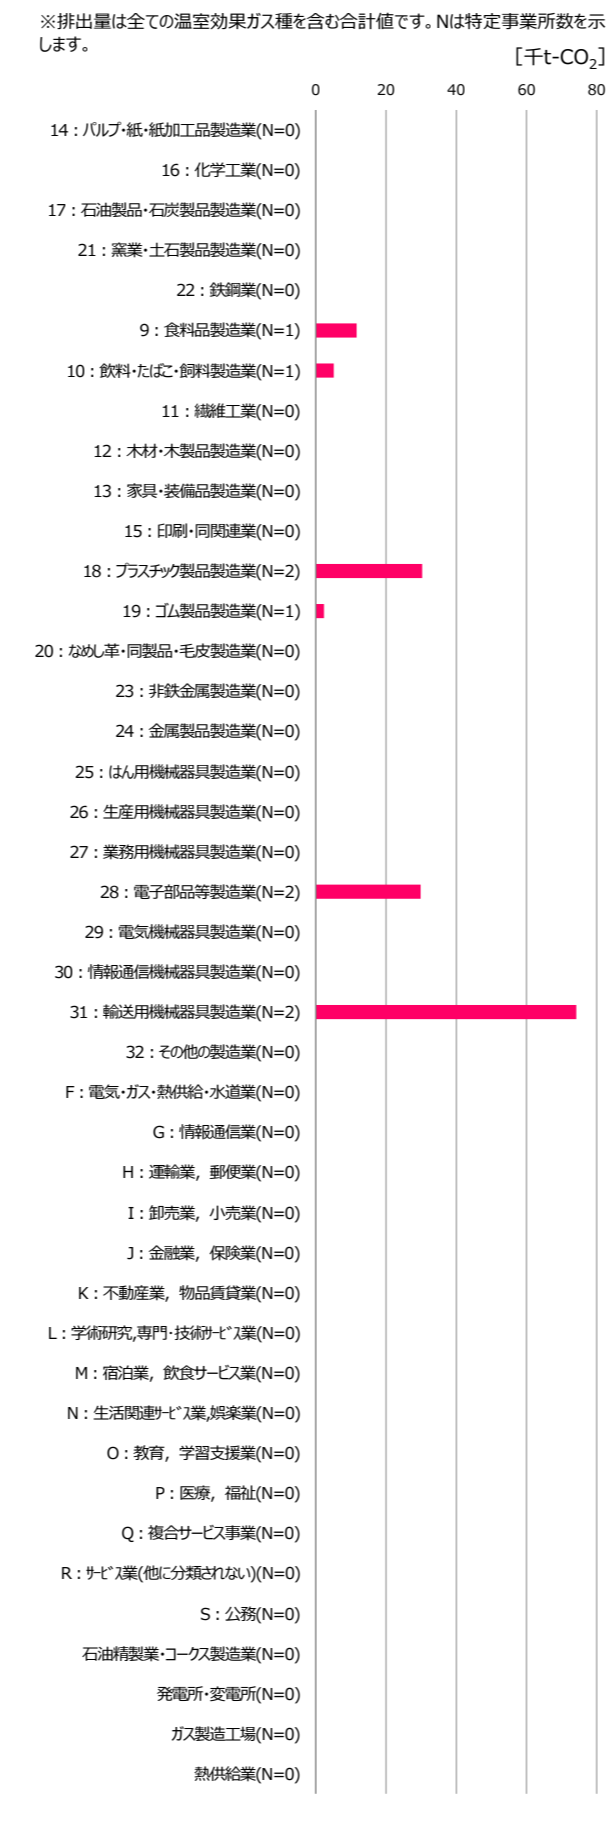 ※排出量は全ての温室効果ガス種を含む合計値です。Nは特定事業所数を示
します。
[千t-CO₂]
0 20 40 60 80
14：パルプ・紙・紙加工品製造業(N=0)
16：化学工業(N=0)
17：石油製品・石炭製品製造業(N=0)
21：窯業・土石製品製造業(N=0)
22：鉄鋼業(N=0)
9：食料品製造業(N=1)
10：飲料・たばこ・飼料製造業(N=1)
11：繊維工業(N=0)
12：木材・木製品製造業(N=0)
13：家具・装備品製造業(N=0)
15：印刷・同関連業(N=0)
18：プラスチック製品製造業(N=2)
19：ゴム製品製造業(N=1)
20：なめし革・同製品・毛皮製造業(N=0)
23：非鉄金属製造業(N=0)
24：金属製品製造業(N=0)
25：はん用機械器具製造業(N=0)
26：生産用機械器具製造業(N=0)
27：業務用機械器具製造業(N=0)
28：電子部品等製造業(N=2)
29：電気機械器具製造業(N=0)
30：情報通信機械器具製造業(N=0)
31：輸送用機械器具製造業(N=2)
32：その他の製造業(N=0)
F：電気・ガス・熱供給・水道業(N=0)
G：情報通信業(N=0)
H：運輸業，郵便業(N=0)
I：卸売業，小売業(N=0)
J：金融業，保険業(N=0)
K：不動産業，物品賃貸業(N=0)
L：学術研究,専門・技術ｻｰﾋﾞｽ業(N=0)
M：宿泊業，飲食サービス業(N=0)
N：生活関連ｻｰﾋﾞｽ業,娯楽業(N=0)
O：教育，学習支援業(N=0)
P：医療，福祉(N=0)
Q：複合サービス事業(N=0)
R：ｻｰﾋﾞｽ業(他に分類されない)(N=0)
S：公務(N=0)
石油精製業・コークス製造業(N=0)
発電所・変電所(N=0)
ガス製造工場(N=0)
熱供給業(N=0)